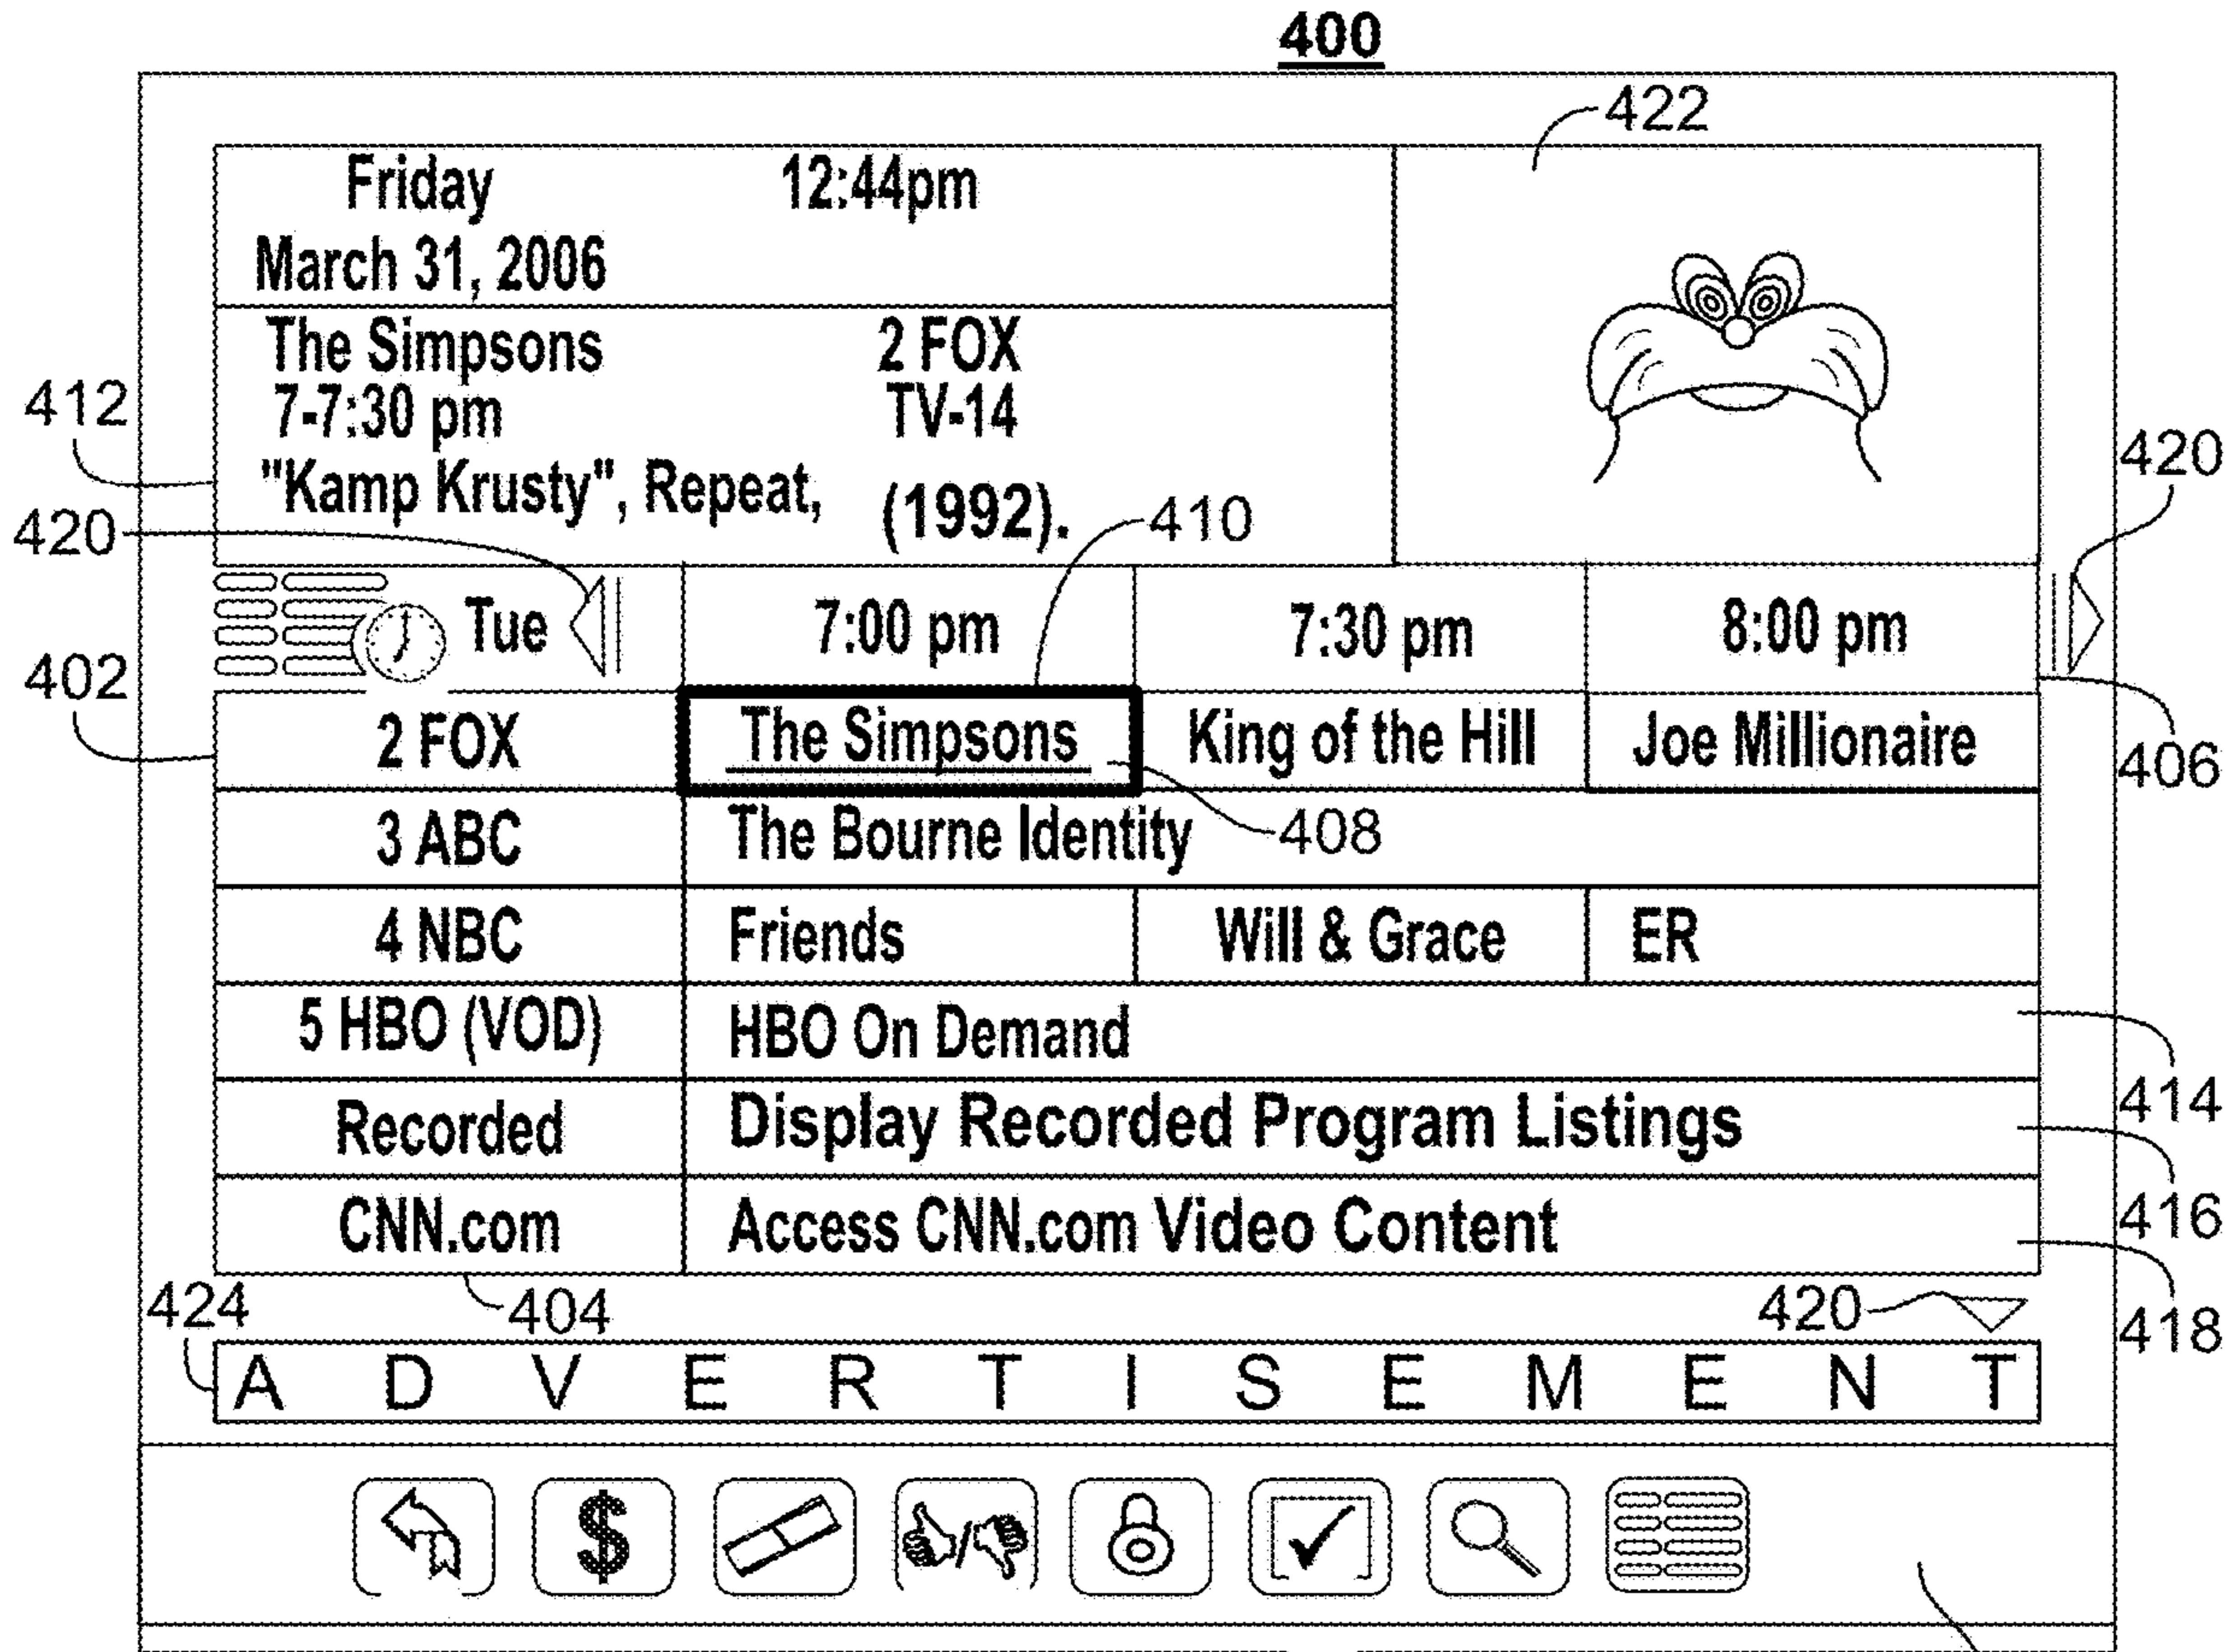 400
422
Friday 12:44pm
March 31, 2006
The Simpsons 2 FOX
412
7-7:30 pm TV-14
420
"Kamp Krusty", Repeat, (1992).
410
420
Tue 7:00 pm 7:30 pm 8:00 pm
402
2 FOX The Simpsons King of the Hill Joe Millionaire
406
3 ABC The Bourne Identity
408
4 NBC Friends Will & Grace ER
5 HBO (VOD) HBO On Demand
414
Recorded Display Recorded Program Listings
416
CNN.com Access CNN.com Video Content
424
404
420
418
A D V E R T I S E M E N T
$ /